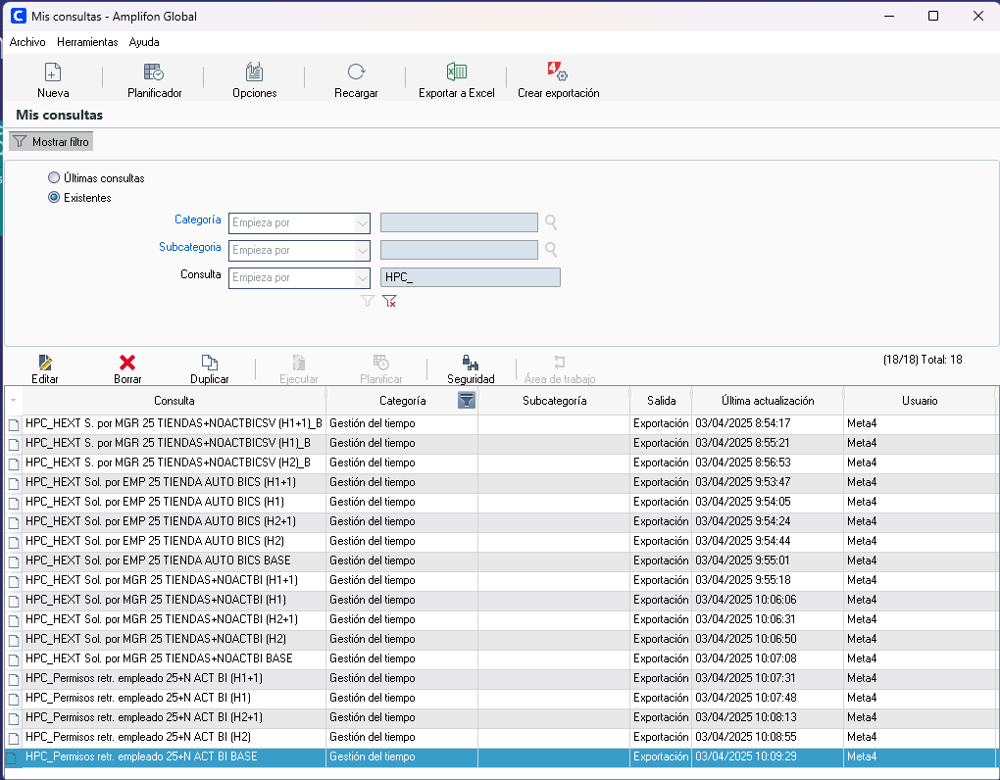 Mis consultas - Amplifon Global
Archivo Herramientas Ayuda
Nueva Planificador Opciones Recargar Exportar a Excel Crear exportación
Mis consultas
Mostrar filtro
Últimas consultas
Existentes
Categoría Empieza por
Subcategoria Empieza por
Consulta Empieza por HPC_
Editar Borrar Duplicar Ejecutar Planificar Seguridad Área de trabajo (18/18) Total: 18
Consulta Categoría Subcategoría Salida Última actualización Usuario
HPC_HEXT S. por MGR 25 TIENDAS+NOACTBICSV (H1+1)_B Gestión del tiempo Exportación 03/04/2025 8:54:17 Meta4
HPC_HEXT S. por MGR 25 TIENDAS+NOACTBICSV (H1)_B Gestión del tiempo Exportación 03/04/2025 8:55:21 Meta4
HPC_HEXT S. por MGR 25 TIENDAS+NOACTBICSV (H2)_B Gestión del tiempo Exportación 03/04/2025 8:56:53 Meta4
HPC_HEXT Sol. por EMP 25 TIENDA AUTO BICS (H1+1) Gestión del tiempo Exportación 03/04/2025 9:53:47 Meta4
HPC_HEXT Sol. por EMP 25 TIENDA AUTO BICS (H1) Gestión del tiempo Exportación 03/04/2025 9:54:05 Meta4
HPC_HEXT Sol. por EMP 25 TIENDA AUTO BICS (H2+1) Gestión del tiempo Exportación 03/04/2025 9:54:24 Meta4
HPC_HEXT Sol. por EMP 25 TIENDA AUTO BICS (H2) Gestión del tiempo Exportación 03/04/2025 9:54:44 Meta4
HPC_HEXT Sol. por EMP 25 TIENDA AUTO BICS BASE Gestión del tiempo Exportación 03/04/2025 9:55:01 Meta4
HPC_HEXT Sol. por MGR 25 TIENDAS+NOACTBI (H1+1) Gestión del tiempo Exportación 03/04/2025 9:55:18 Meta4
HPC_HEXT Sol. por MGR 25 TIENDAS+NOACTBI (H1) Gestión del tiempo Exportación 03/04/2025 10:06:06 Meta4
HPC_HEXT Sol. por MGR 25 TIENDAS+NOACTBI (H2+1) Gestión del tiempo Exportación 03/04/2025 10:06:31 Meta4
HPC_HEXT Sol. por MGR 25 TIENDAS+NOACTBI (H2) Gestión del tiempo Exportación 03/04/2025 10:06:50 Meta4
HPC_HEXT Sol. por MGR 25 TIENDAS+NOACTBI BASE Gestión del tiempo Exportación 03/04/2025 10:07:08 Meta4
HPC_Permisos retr. empleado 25+N ACT BI (H1+1) Gestión del tiempo Exportación 03/04/2025 10:07:31 Meta4
HPC_Permisos retr. empleado 25+N ACT BI (H1) Gestión del tiempo Exportación 03/04/2025 10:07:48 Meta4
HPC_Permisos retr. empleado 25+N ACT BI (H2+1) Gestión del tiempo Exportación 03/04/2025 10:08:13 Meta4
HPC_Permisos retr. empleado 25+N ACT BI (H2) Gestión del tiempo Exportación 03/04/2025 10:08:55 Meta4
HPC_Permisos retr. empleado 25+N ACT BI BASE Gestión del tiempo Exportación 03/04/2025 10:09:29 Meta4